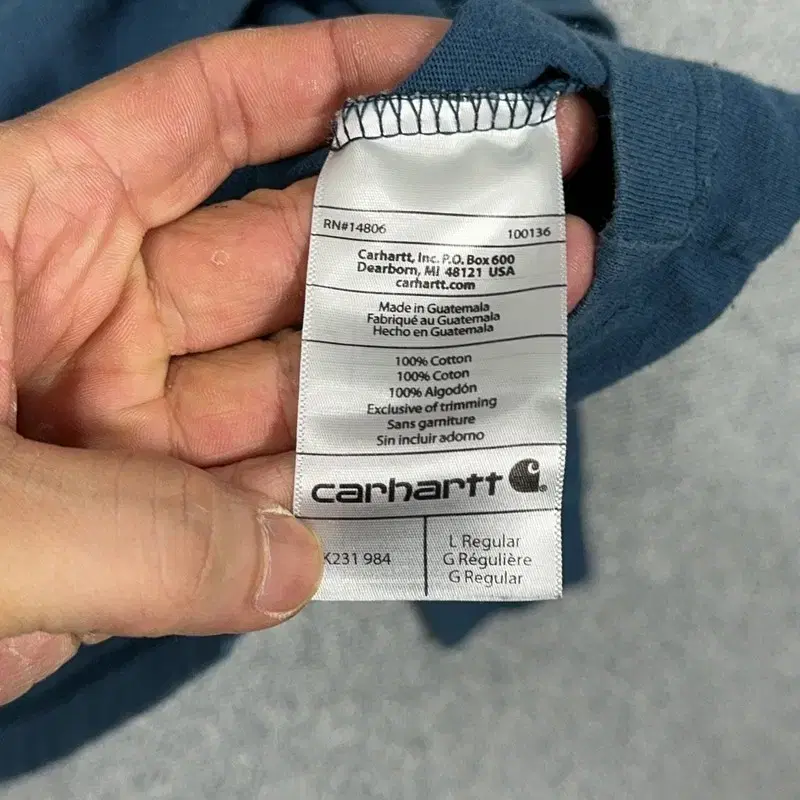 RN#14806 100136
Carhartt, Inc. P.O. Box 600
Dearborn, MI 48121 USA
carhartt.com
Made in Guatemala
Fabriqué au Guatemala
Hecho en Guatemala
100% Cotton
100% Coton
100% Algodón
Exclusive of trimming
Sans garniture
Sin incluir adorno
carhartt
K231 984
L Regular
G Régulière
G Regular